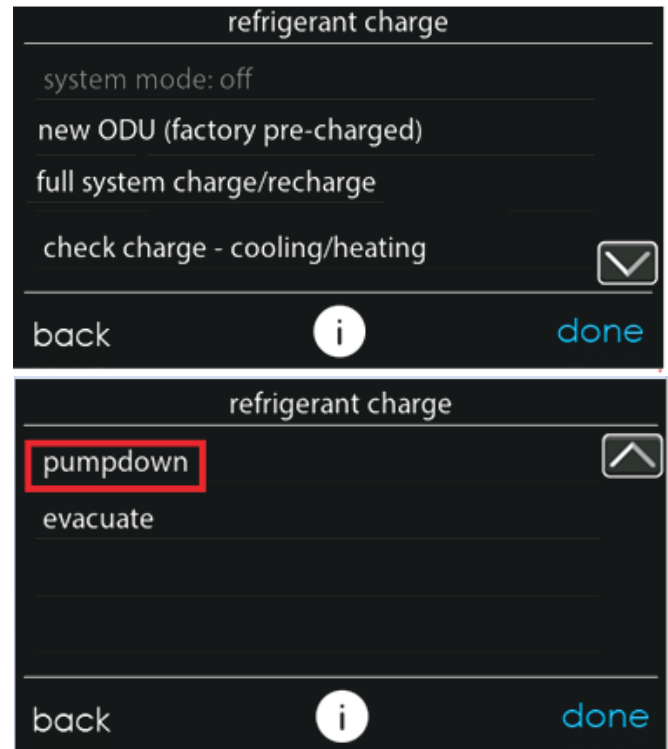 refrigerant charge
system mode: off
new ODU (factory pre-charged)
full system charge/recharge
check charge - cooling/heating
back i done
refrigerant charge
pumpdown
evacuate
back i done